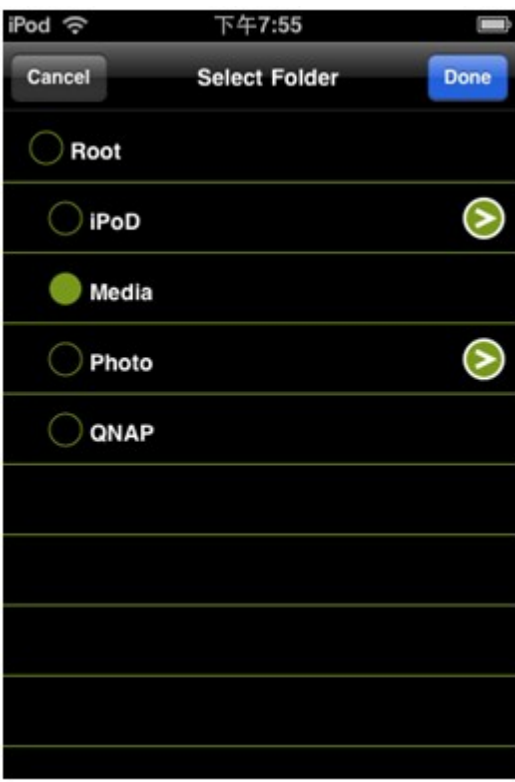 iPod 下午7:55
Cancel Select Folder Done
Root
iPoD
Media
Photo
QNAP